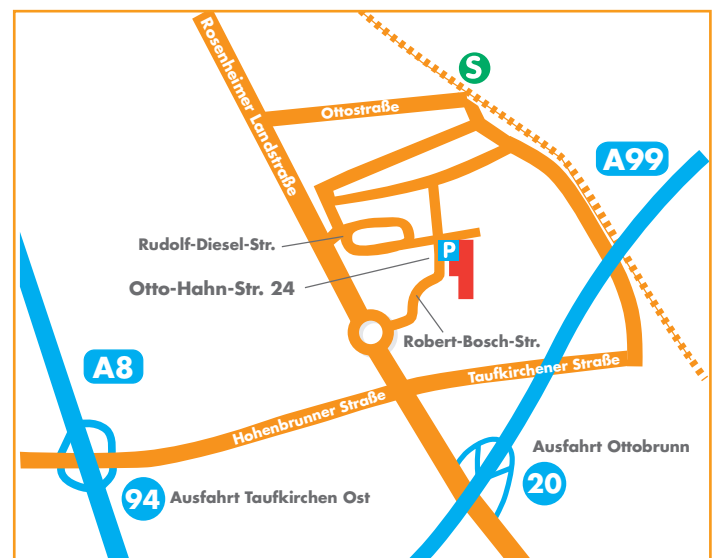 S
Rosenheimer Landstraße
Ottostraße
A99
Rudolf-Diesel-Str.
P
Otto-Hahn-Str. 24
Robert-Bosch-Str.
A8
Taufkirchener Straße
Hohenbrunner Straße
Ausfahrt Ottobrunn
20
94
Ausfahrt Taufkirchen Ost